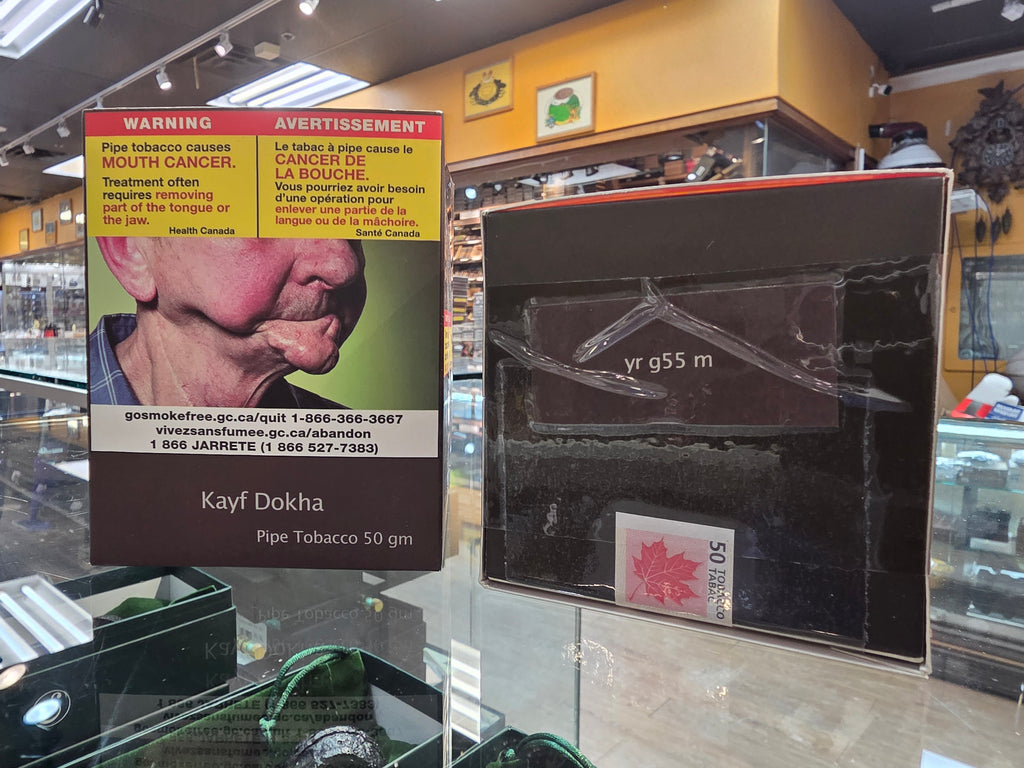 WARNING
Pipe tobacco causes
MOUTH CANCER.
Treatment often
requires removing
part of the tongue or
the jaw.
Health Canada
AVERTISSEMENT
Le tabac à pipe cause le
CANCER DE
LA BOUCHE.
Vous pourriez avoir besoin
d'une opération pour
enlever une partie de la
langue ou de la mâchoire.
Santé Canada
gosmokefree.gc.ca/quit 1-866-366-3667
vivezsansfumee.gc.ca/abandon
1 866 JARRETE (1 866 527-7383)
Kayf Dokha
Pipe Tobacco 50 gm
yr g55 m
50 TOBACCO
TABAC